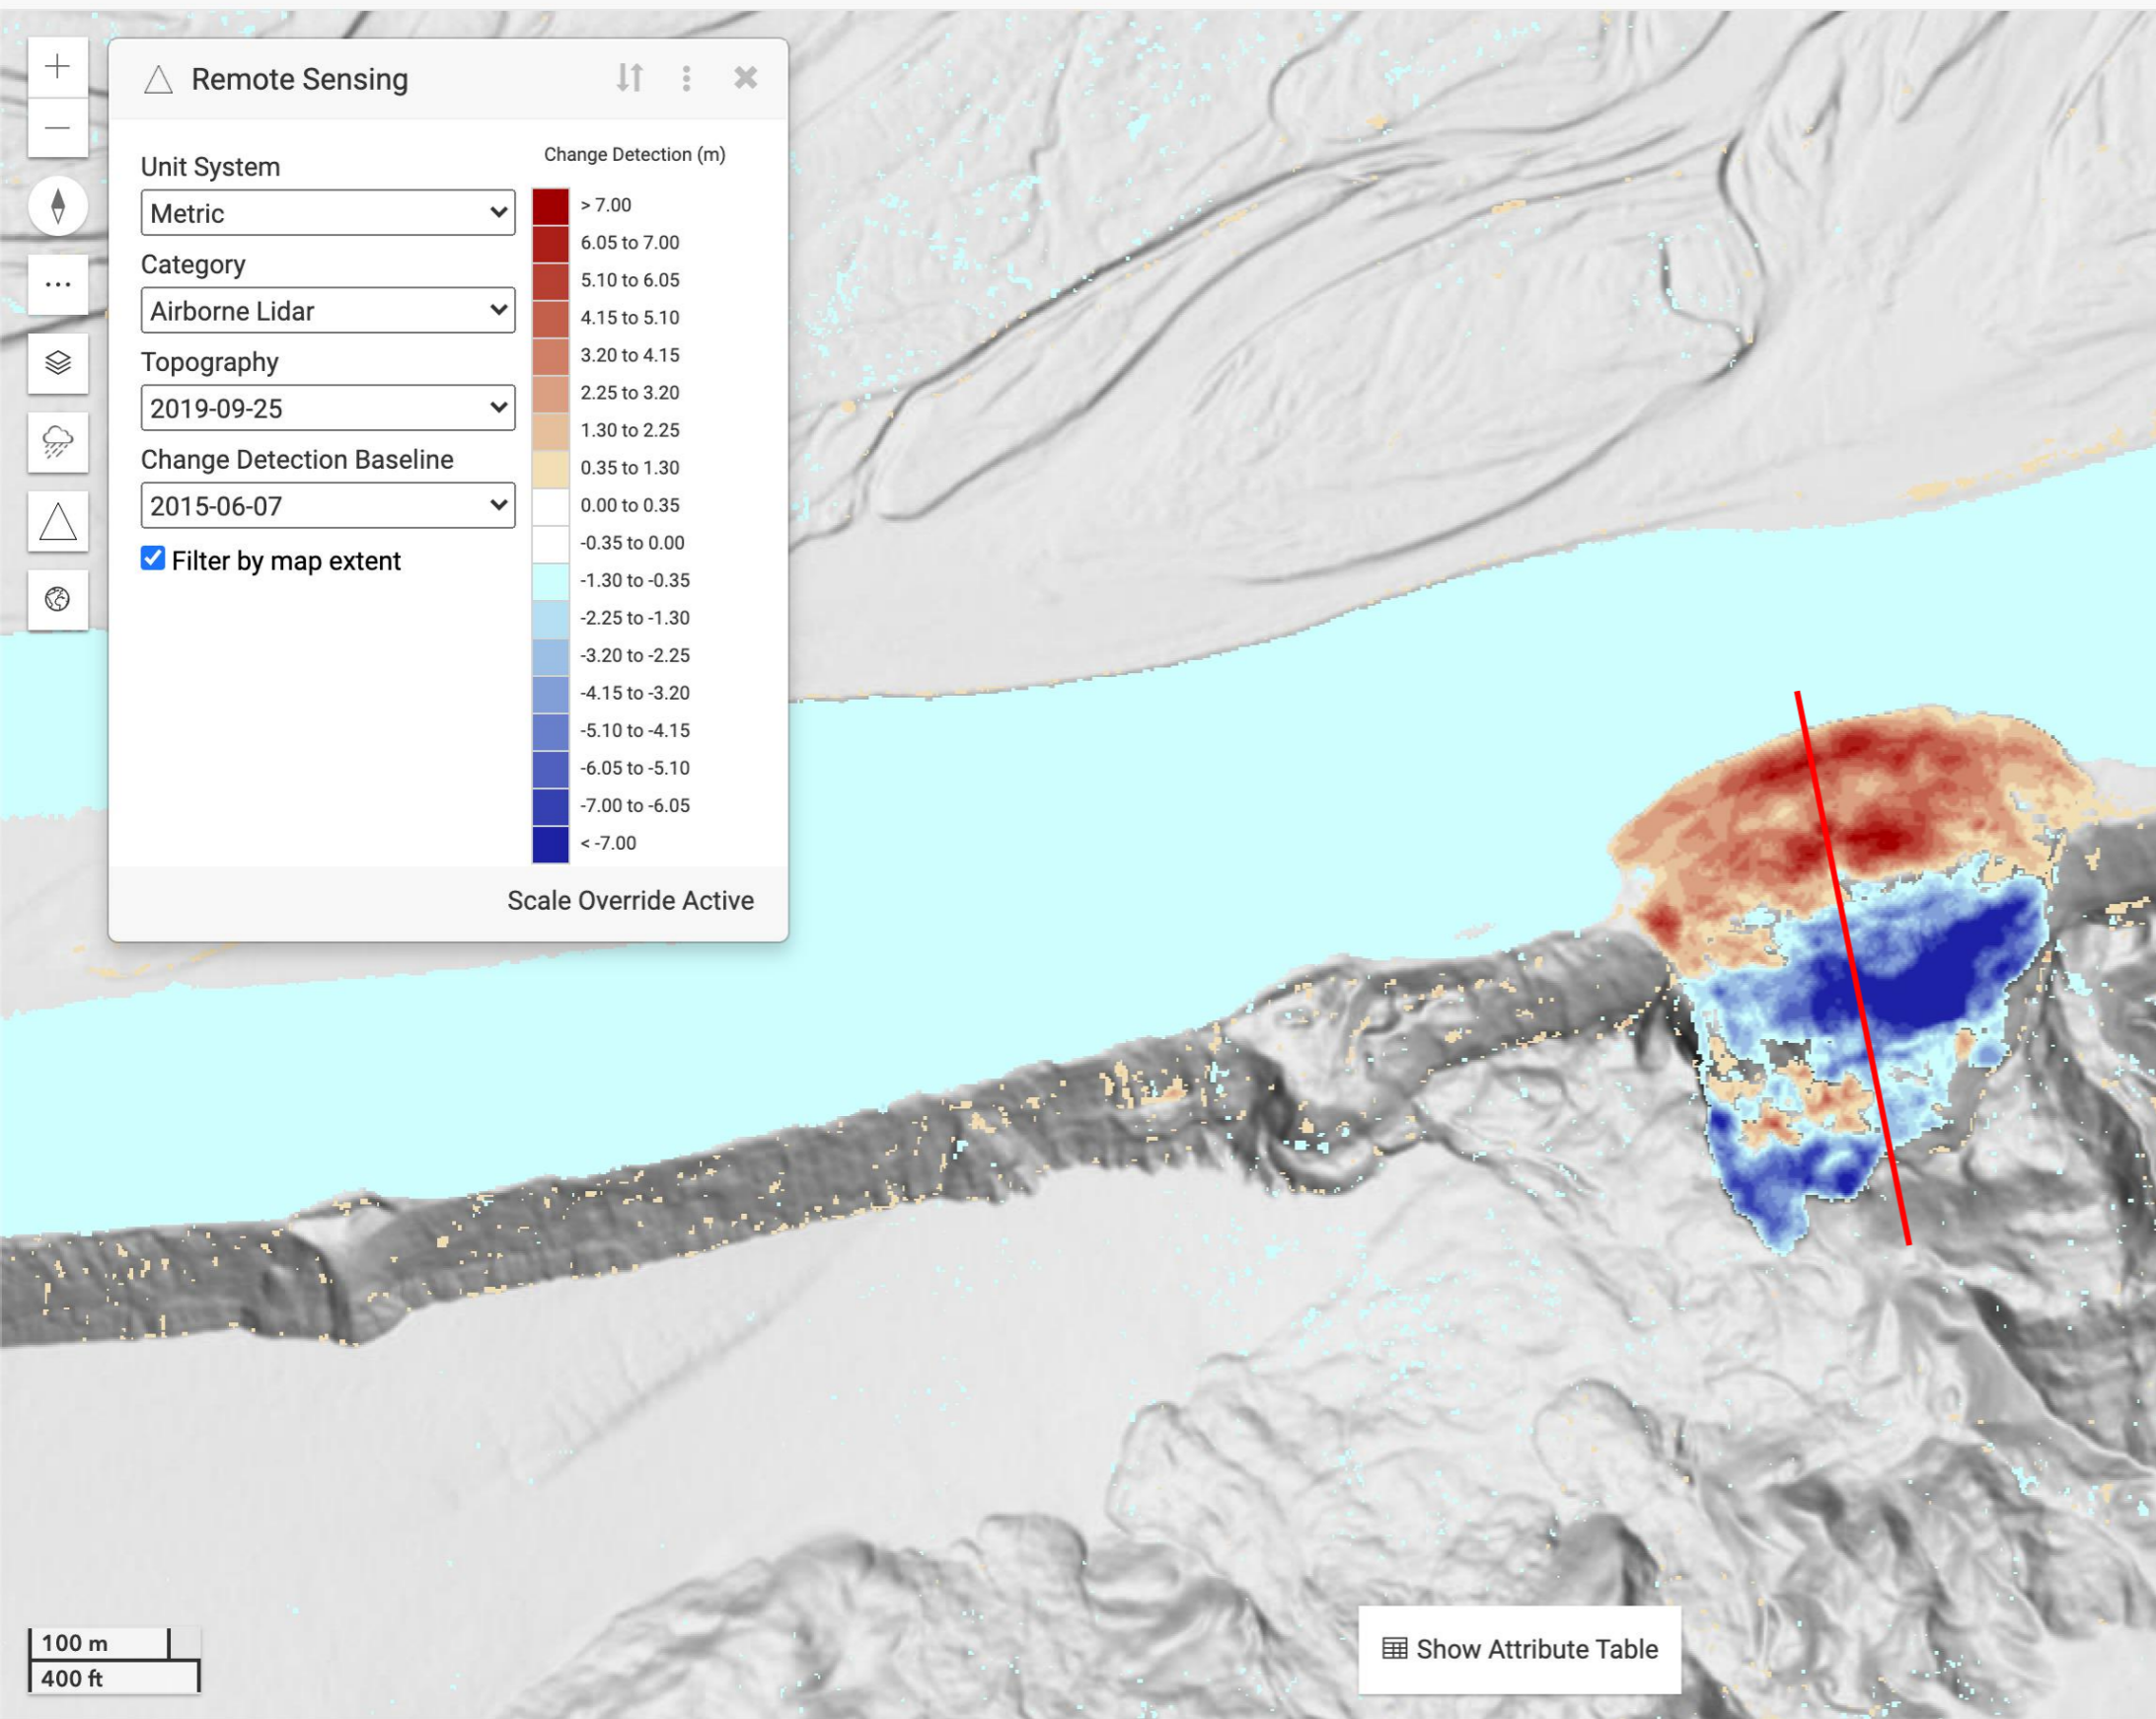 Remote Sensing
Unit System
Metric
Category
Airborne Lidar
Topography
2019-09-25
Change Detection Baseline
2015-06-07
Filter by map extent
Change Detection (m)
> 7.00
6.05 to 7.00
5.10 to 6.05
4.15 to 5.10
3.20 to 4.15
2.25 to 3.20
1.30 to 2.25
0.35 to 1.30
0.00 to 0.35
-0.35 to 0.00
-1.30 to -0.35
-2.25 to -1.30
-3.20 to -2.25
-4.15 to -3.20
-5.10 to -4.15
-6.05 to -5.10
-7.00 to -6.05
< -7.00
Scale Override Active
100 m
400 ft
Show Attribute Table